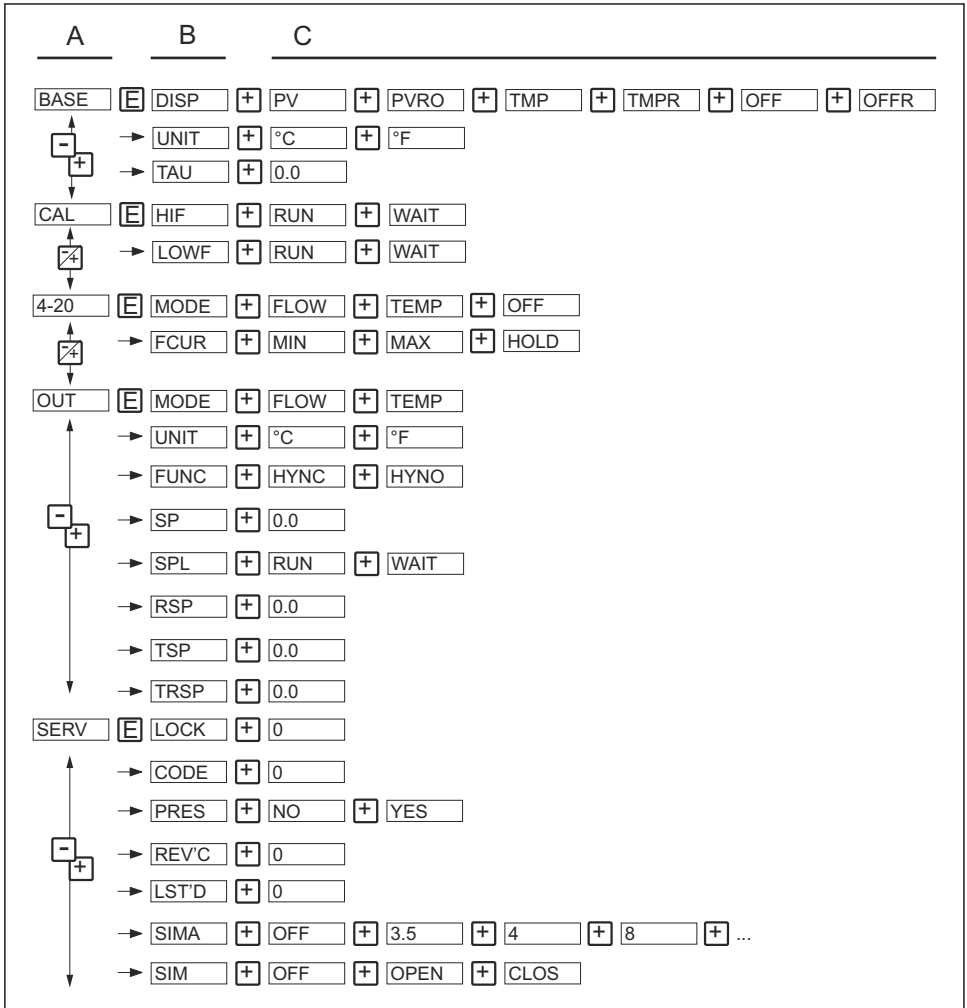 A B C
BASE E DISP + PV + PVRO + TMP + TMPR + OFF + OFFR
UNIT + °C + °F
-
+
TAU + 0.0
CAL E HIF + RUN + WAIT
-/+ LOWF + RUN + WAIT
4-20 E MODE + FLOW + TEMP + OFF
-/+ FCUR + MIN + MAX + HOLD
OUT E MODE + FLOW + TEMP
UNIT + °C + °F
FUNC + HYNC + HYNO
-
+
SP + 0.0
SPL + RUN + WAIT
RSP + 0.0
TSP + 0.0
TRSP + 0.0
SERV E LOCK + 0
CODE + 0
PRES + NO + YES
-
+
REV'C + 0
LST'D + 0
SIMA + OFF + 3.5 + 4 + 8 + ...
SIM + OFF + OPEN + CLOS